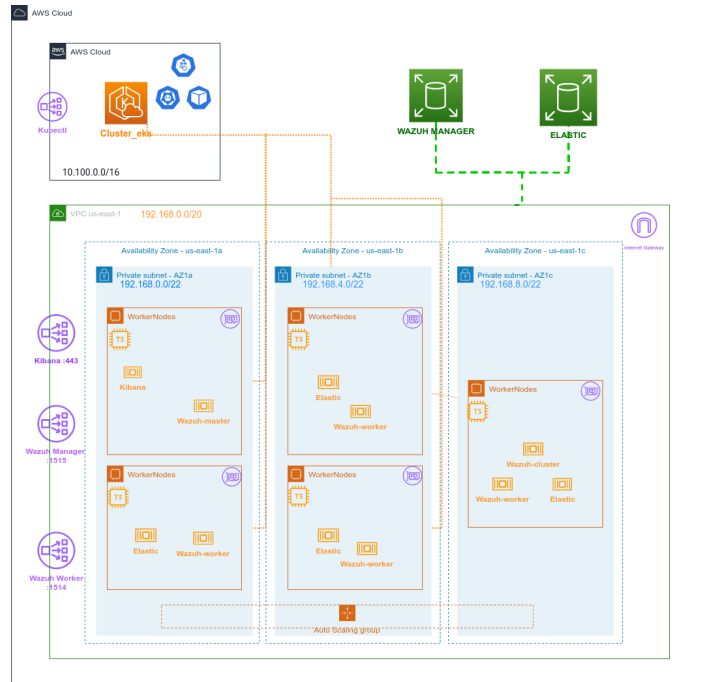 AWS Cloud
aws
AWS Cloud
Kubectl
Cluster_eks
WAZUH MANAGER
ELASTIC
10.100.0.0/16
VPC us-east-1
192.168.0.0/20
Internet Gateway
Availability Zone - us-east-1a
Availability Zone - us-east-1b
Availability Zone - us-east-1c
Private subnet - AZ1a
192.168.0.0/22
Private subnet - AZ1b
192.168.4.0/22
Private subnet - AZ1c
192.168.8.0/22
WorkerNodes
T3
Kibana
Wazuh-master
WorkerNodes
T3
Elastic
Wazuh-worker
WorkerNodes
T3
Wazuh-cluster
Wazuh-worker
Elastic
Kibana :443
Wazuh Manager
:1515
WorkerNodes
T3
Elastic
Wazuh-worker
WorkerNodes
T3
Elastic
Wazuh-worker
Wazuh Worker
:1514
Auto Scaling group